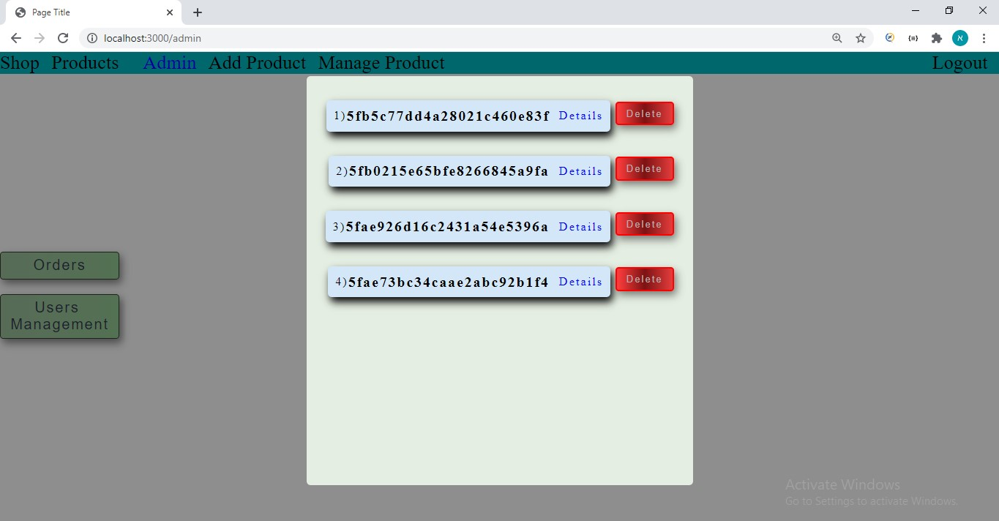 Page Title
localhost:3000/admin
Shop Products Admin Add Product Manage Product Logout
1)5fb5c77dd4a28021c460e83f Details Delete
2)5fb0215e65bfe8266845a9fa Details Delete
3)5fae926d16c2431a54e5396a Details Delete
4)5fae73bc34caae2abc92b1f4 Details Delete
Orders
Users
Management
Activate Windows
Go to Settings to activate Windows.